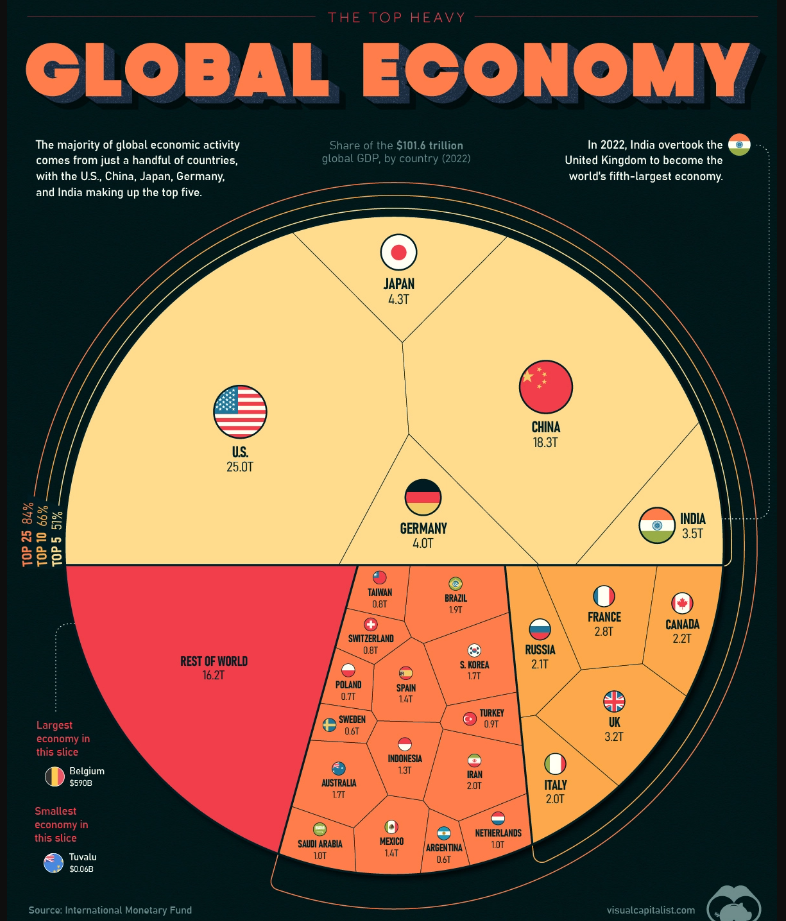 THE TOP HEAVY
GLOBAL ECONOMY
The majority of global economic activity
comes from just a handful of countries,
with the U.S., China, Japan, Germany,
and India making up the top five.
Share of the $101.6 trillion
global GDP, by country (2022)
In 2022, India overtook the
United Kingdom to become the
world's fifth-largest economy.
JAPAN
4.3T
U.S.
25.0T
CHINA
18.3T
GERMANY
4.0T
INDIA
3.5T
TOP 25 84%
TOP 10 66%
TOP 5 51%
REST OF WORLD
16.2T
TAIWAN
0.8T
BRAZIL
1.9T
SWITZERLAND
0.8T
S. KOREA
1.7T
POLAND
0.7T
SPAIN
1.4T
SWEDEN
0.6T
TURKEY
0.9T
INDONESIA
1.3T
AUSTRALIA
1.7T
IRAN
2.0T
SAUDI ARABIA
1.0T
MEXICO
1.4T
ARGENTINA
0.6T
NETHERLANDS
1.0T
RUSSIA
2.1T
FRANCE
2.8T
CANADA
2.2T
UK
3.2T
ITALY
2.0T
Largest
economy in
this slice
Belgium
$590B
Smallest
economy in
this slice
Tuvalu
$0.06B
Source: International Monetary Fund
visualcapitalist.com